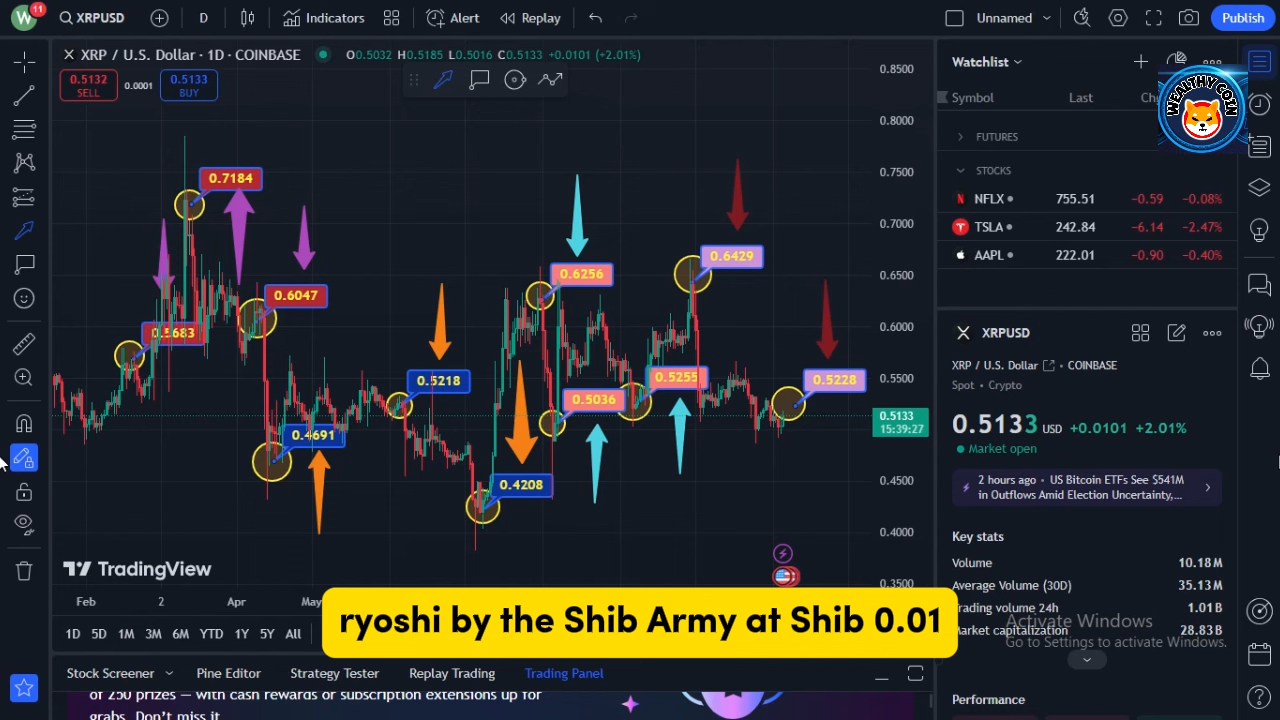 W
11
XRPUSD
D
Indicators
Alert
Replay
Unnamed
Publish
XRP / U.S. Dollar · 1D · COINBASE
O0.5032 H0.5185 L0.5016 C0.5133 +0.0101 (+2.01%)
0.5132
SELL
0.0001
0.5133
BUY
0.8500
0.8000
0.7500
0.7000
0.6500
0.6000
0.5500
0.5133
15:39:27
0.4500
0.4000
0.3500
0.7184
0.6047
0.5683
0.4691
0.5218
0.4208
0.6256
0.5036
0.5255
0.6429
0.5228
TradingView
Feb
2
Apr
May
ryoshi by the Shib Army at Shib 0.01
1D 5D 1M 3M 6M YTD 1Y 5Y All
Stock Screener
Pine Editor
Strategy Tester
Replay Trading
Trading Panel
of 250 prizes — with cash rewards or subscription extensions up for
grabs. Don't miss it
Watchlist
Symbol
Last
WEALTHY COIN
FUTURES
STOCKS
NFLX 755.51 −0.59 −0.08%
TSLA 242.84 −6.14 −2.47%
AAPL 222.01 −0.90 −0.40%
XRPUSD
XRP / U.S. Dollar COINBASE
Spot • Crypto
0.5133 USD +0.0101 +2.01%
Market open
2 hours ago • US Bitcoin ETFs See $541M
in Outflows Amid Election Uncertainty,...
Key stats
Volume 10.18 M
Average Volume (30D) 35.13 M
Trading volume 24h 1.01 B
Market capitalization 28.83 B
Activate Windows
Go to Settings to activate Windows.
Performance